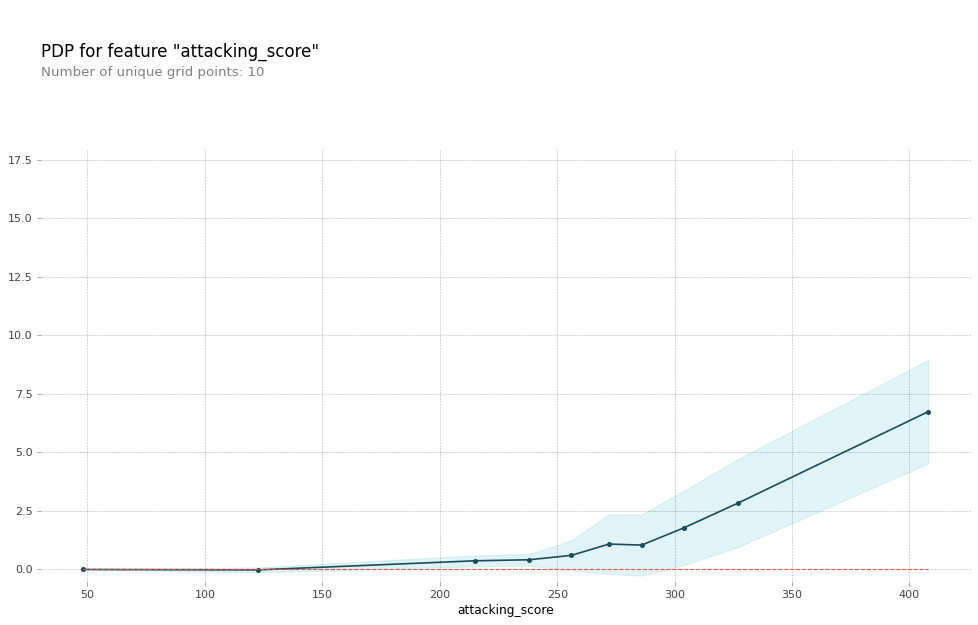 PDP for feature "attacking_score"
Number of unique grid points: 10
17.5
15.0
12.5
10.0
7.5
5.0
2.5
0.0
50 100 150 200 250 300 350 400
attacking_score